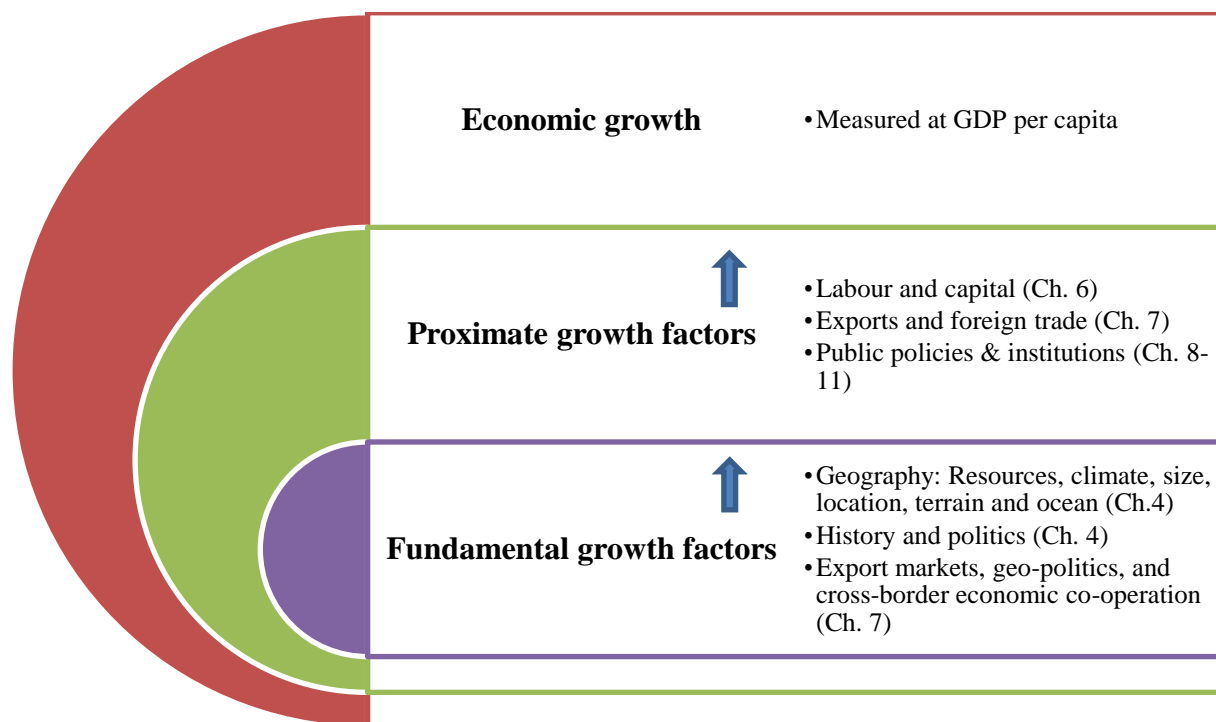 Economic growth
•Measured at GDP per capita
Proximate growth factors
•Labour and capital (Ch. 6)
•Exports and foreign trade (Ch. 7)
•Public policies & institutions (Ch. 8-
11)
Fundamental growth factors
•Geography: Resources, climate, size,
location, terrain and ocean (Ch.4)
•History and politics (Ch. 4)
•Export markets, geo-politics, and
cross-border economic co-operation
(Ch. 7)